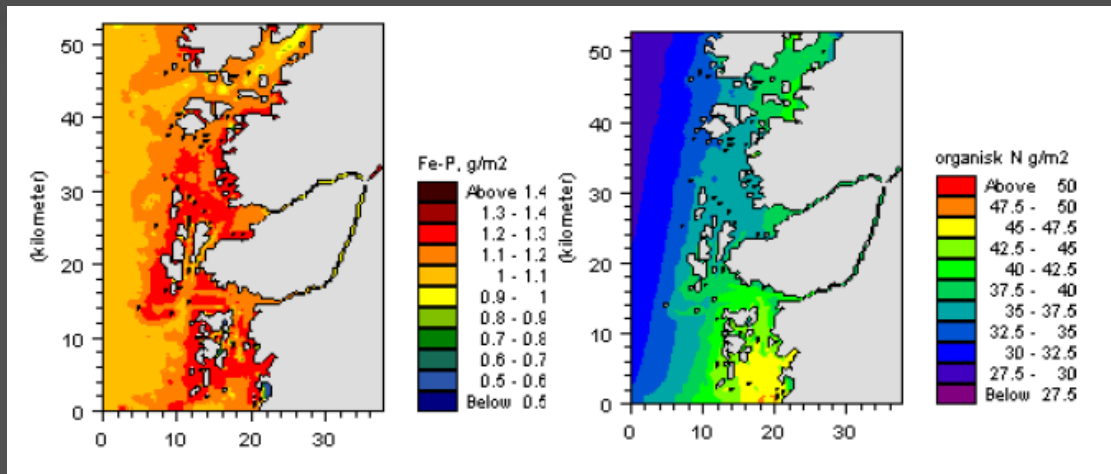 50
40
30
20
10
0
(kilometer)
0 10 20 30
Fe-P, g/m2
Above 1.4
1.3 - 1.4
1.2 - 1.3
1.1 - 1.2
1 - 1.1
0.9 - 1
0.8 - 0.9
0.7 - 0.8
0.6 - 0.7
0.5 - 0.6
Below 0.5
50
40
30
20
10
0
(kilometer)
0 10 20 30
organisk N g/m2
Above 50
47.5 - 50
45 - 47.5
42.5 - 45
40 - 42.5
37.5 - 40
35 - 37.5
32.5 - 35
30 - 32.5
27.5 - 30
Below 27.5